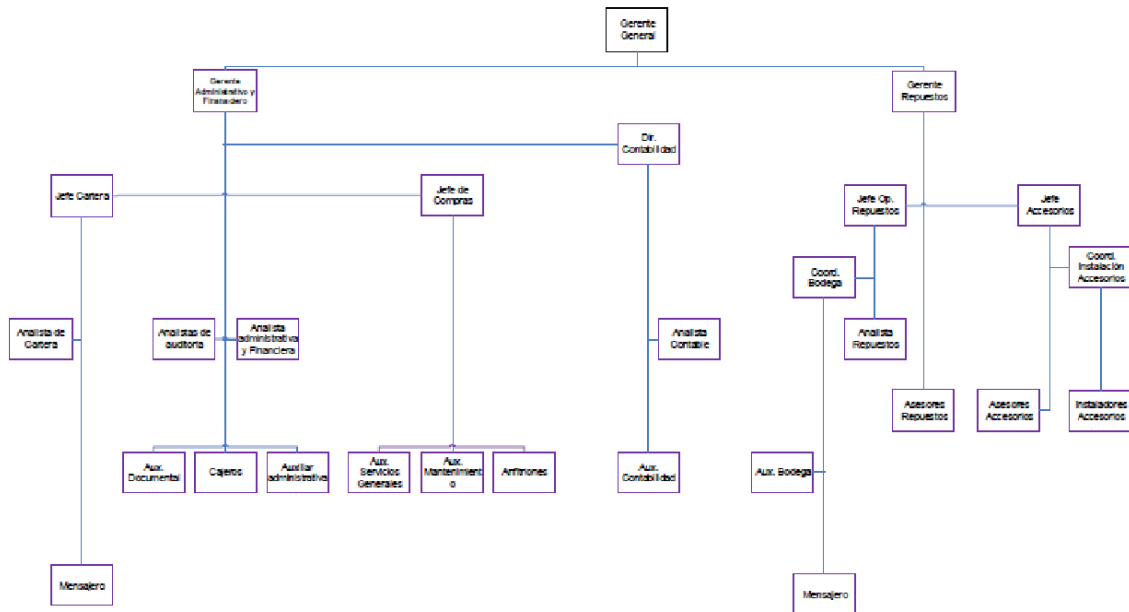 Gerente
General
Gerente
Administrativo y
Financiero
Gerente
Repuestos
Dir.
Contabilidad
Jefe Cartera
Jefe de
Compras
Jefe Op.
Repuestos
Jefe
Accesorios
Coord.
Bodega
Coord.
Instalación
Accesorios
Analista de
Cartera
Analistas de
auditoria
Analista
administrativa
y Financiera
Analista
Contable
Analista
Repuestos
Asesores
Repuestos
Asesores
Accesorios
Instaladores
Accesorios
Aux.
Documental
Cajeros
Auxiliar
administrativa
Aux.
Servicios
Generales
Aux.
Mantenimient
o
Anfitriones
Aux.
Contabilidad
Aux. Bodega
Mensajero
Mensajero